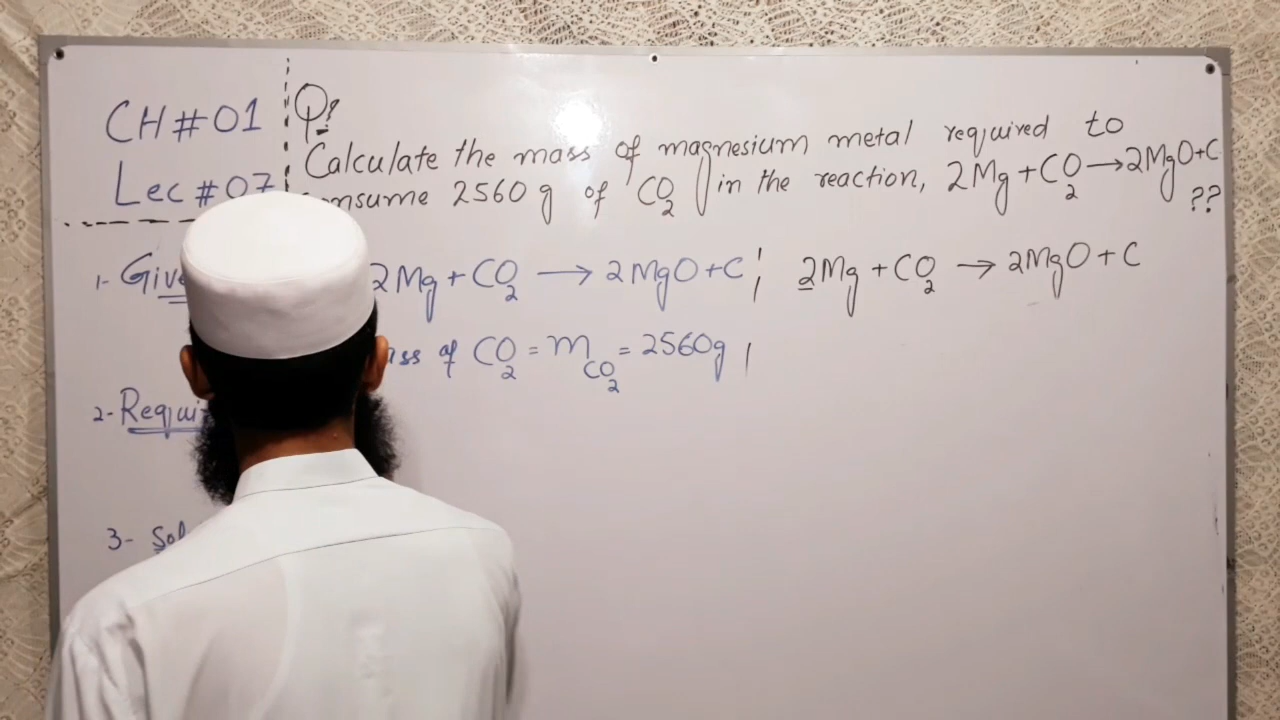 CH#01
Lec #07
Q?
Calculate the mass of magnesium metal required to
nsume 2560 g of CO2 in the reaction, 2Mg+CO2→2MgO+C
??
1- Give
2Mg+CO2 → 2MgO+C ; 2Mg+CO2 → 2MgO+C
ss of CO2 = mCO2 = 2560g ,
2- Requi
3- Sol